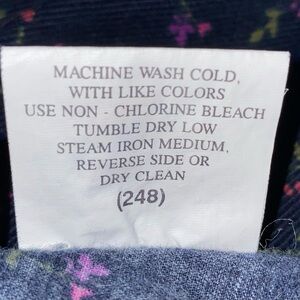 MACHINE WASH COLD,
WITH LIKE COLORS
USE NON - CHLORINE BLEACH
TUMBLE DRY LOW
STEAM IRON MEDIUM,
REVERSE SIDE OR
DRY CLEAN
(248)